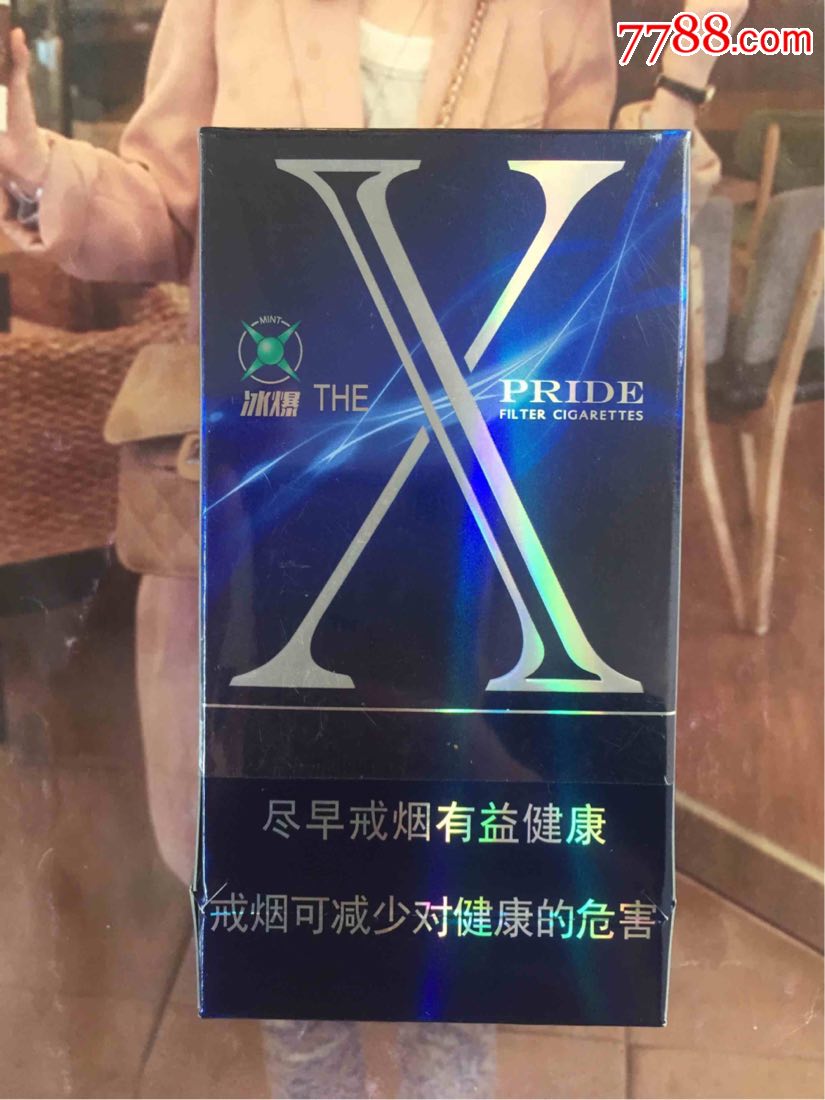 7788.com
X
MINT
冰爆 THE
PRIDE
FILTER CIGARETTES
尽早戒烟有益健康
戒烟可减少对健康的危害